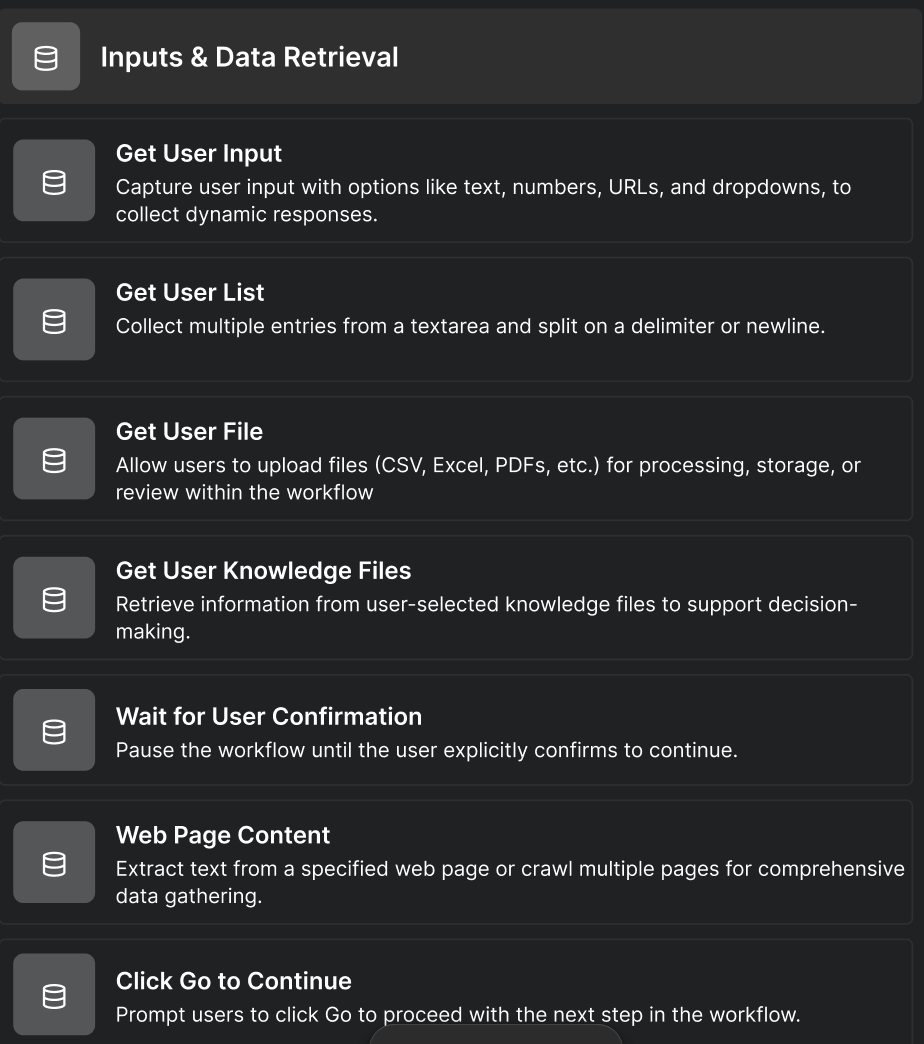 Inputs & Data Retrieval
Get User Input
Capture user input with options like text, numbers, URLs, and dropdowns, to
collect dynamic responses.
Get User List
Collect multiple entries from a textarea and split on a delimiter or newline.
Get User File
Allow users to upload files (CSV, Excel, PDFs, etc.) for processing, storage, or
review within the workflow
Get User Knowledge Files
Retrieve information from user-selected knowledge files to support decision-
making.
Wait for User Confirmation
Pause the workflow until the user explicitly confirms to continue.
Web Page Content
Extract text from a specified web page or crawl multiple pages for comprehensive
data gathering.
Click Go to Continue
Prompt users to click Go to proceed with the next step in the workflow.